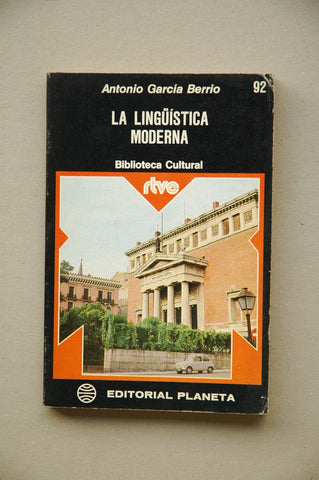 Antonio García Berrio
92
LA LINGÜÍSTICA
MODERNA
Biblioteca Cultural
rtve
EDITORIAL PLANETA